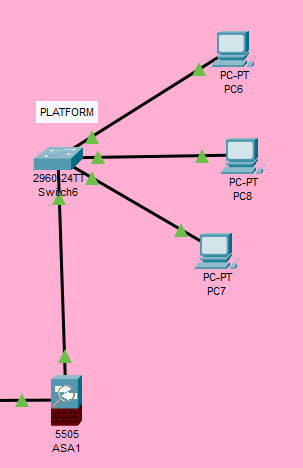 PC-PT
PC6
PLATFORM
2960-24TT
Switch6
PC-PT
PC8
PC-PT
PC7
5505
ASA1